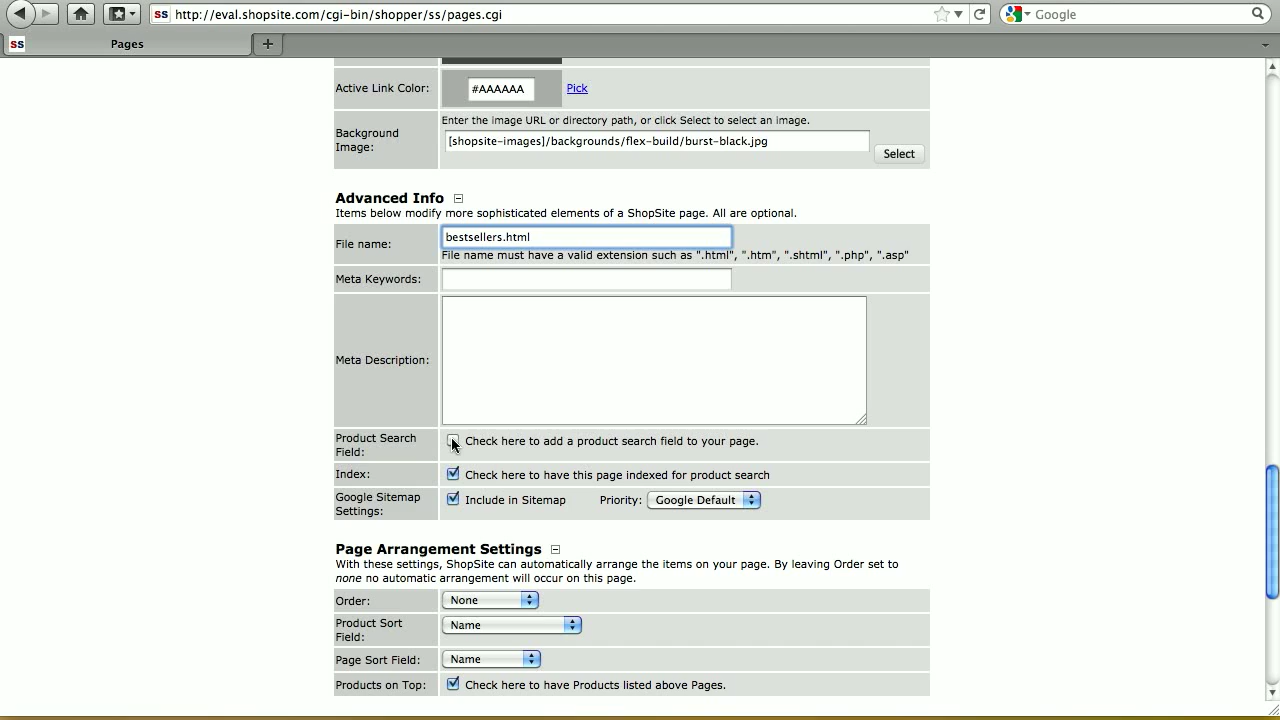 ss http://eval.shopsite.com/cgi-bin/shopper/ss/pages.cgi
Google
ss Pages
Active Link Color: #AAAAAA Pick
Enter the image URL or directory path, or click Select to select an image.
Background Image: [shopsite-images]/backgrounds/flex-build/burst-black.jpg
Select
Advanced Info
Items below modify more sophisticated elements of a ShopSite page. All are optional.
File name: bestsellers.html
File name must have a valid extension such as ".html", ".htm", ".shtml", ".php", ".asp"
Meta Keywords:
Meta Description:
Product Search Field: Check here to add a product search field to your page.
Index: Check here to have this page indexed for product search
Google Sitemap Settings: Include in Sitemap Priority: Google Default
Page Arrangement Settings
With these settings, ShopSite can automatically arrange the items on your page. By leaving Order set to
none no automatic arrangement will occur on this page.
Order: None
Product Sort Field: Name
Page Sort Field: Name
Products on Top: Check here to have Products listed above Pages.